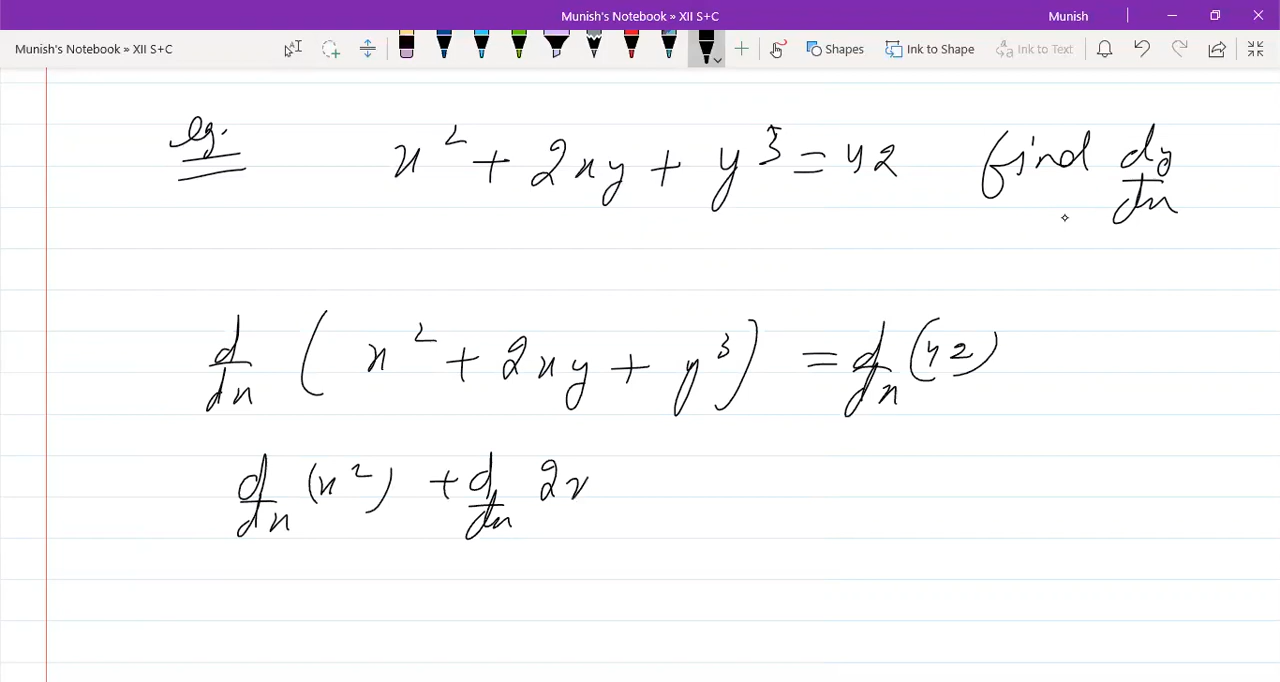 Munish's Notebook » XII S+C
Munish
Munish's Notebook » XII S+C
Shapes
Ink to Shape
Ink to Text
eg. x² + 2xy + y³ = 42 find dy/dx
d/dx ( x² + 2xy + y³ ) = d/dx (42)
d/dx (x²) + d/dx 2x